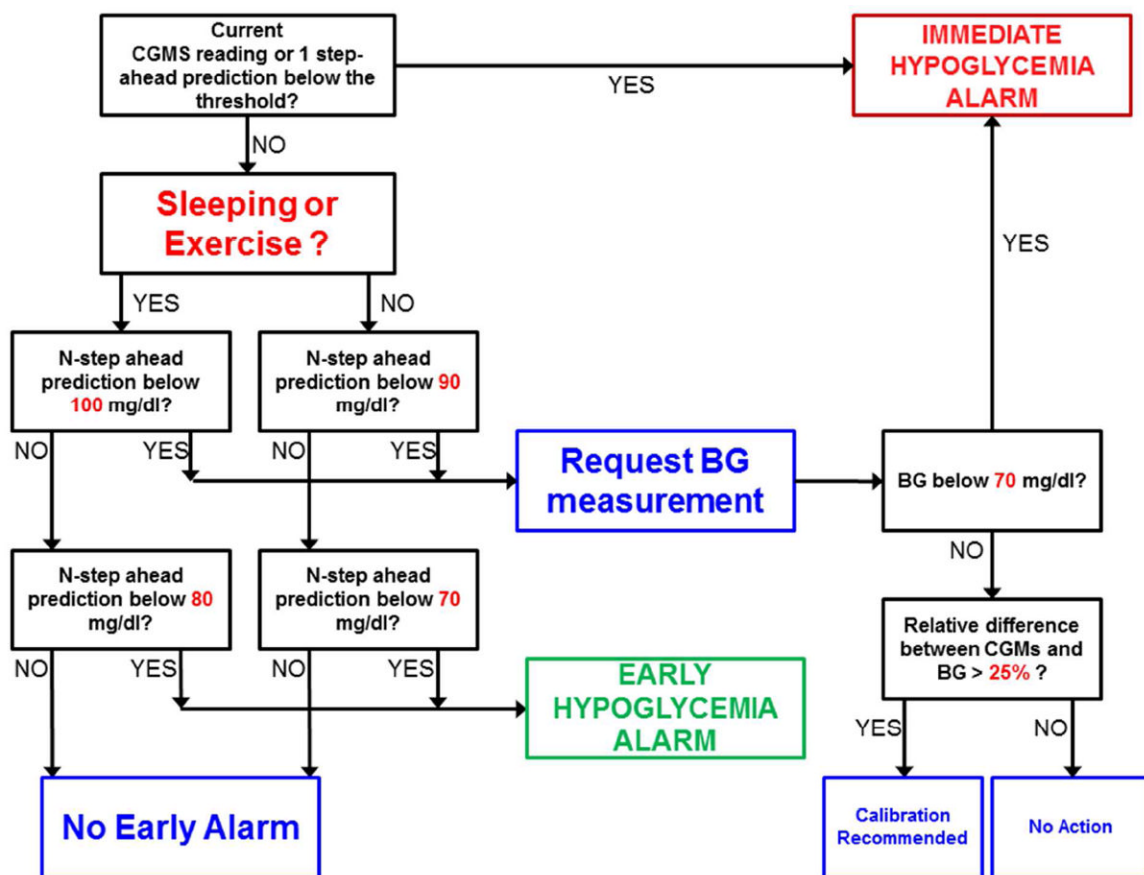 Current
CGMS reading or 1 step-
ahead prediction below the
threshold?
YES
IMMEDIATE
HYPOGLYCEMIA
ALARM
NO
Sleeping or
Exercise ?
YES
NO
YES
N-step ahead
prediction below
100 mg/dl?
N-step ahead
prediction below 90
mg/dl?
NO
YES
NO
YES
Request BG
measurement
BG below 70 mg/dl?
NO
N-step ahead
prediction below 80
mg/dl?
N-step ahead
prediction below 70
mg/dl?
Relative difference
between CGMs and
BG > 25% ?
NO
YES
NO
YES
EARLY
HYPOGLYCEMIA
ALARM
YES
NO
No Early Alarm
Calibration
Recommended
No Action